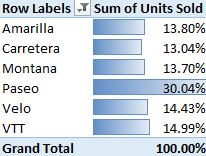 Row Labels Sum of Units Sold
Amarilla 13.80%
Carretera 13.04%
Montana 13.70%
Paseo 30.04%
Velo 14.43%
VTT 14.99%
Grand Total 100.00%